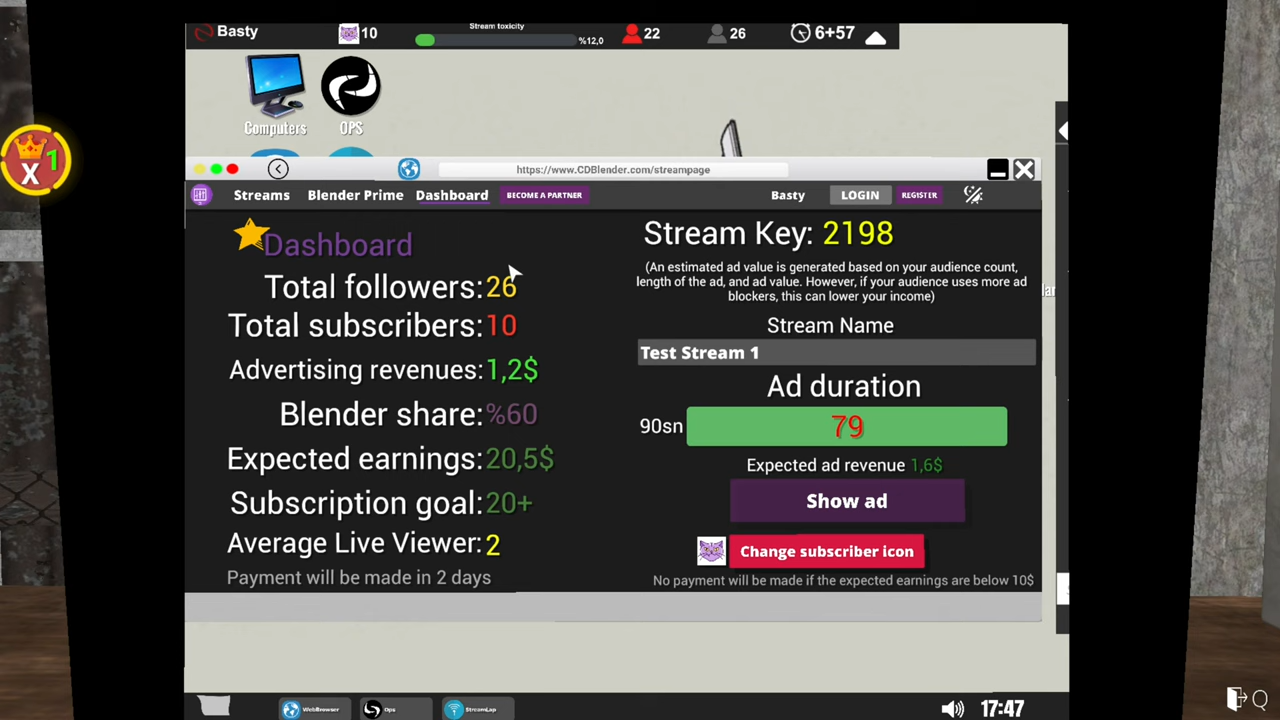 Basty
10
Stream toxicity
%12,0
22
26
6+57
Computers
OPS
X 1
https://www.CDBlender.com/streampage
Streams
Blender Prime
Dashboard
BECOME A PARTNER
Basty
LOGIN
REGISTER
Dashboard
Total followers:26
Total subscribers:10
Advertising revenues:1,2$
Blender share:%60
Expected earnings:20,5$
Subscription goal:20+
Average Live Viewer:2
Payment will be made in 2 days
Stream Key: 2198
(An estimated ad value is generated based on your audience count,
length of the ad, and ad value. However, if your audience uses more ad
blockers, this can lower your income)
Stream Name
Test Stream 1
Ad duration
90sn
79
Expected ad revenue 1,6$
Show ad
Change subscriber icon
No payment will be made if the expected earnings are below 10$
WebBrowser
Ops
StreamLap
17:47
Q